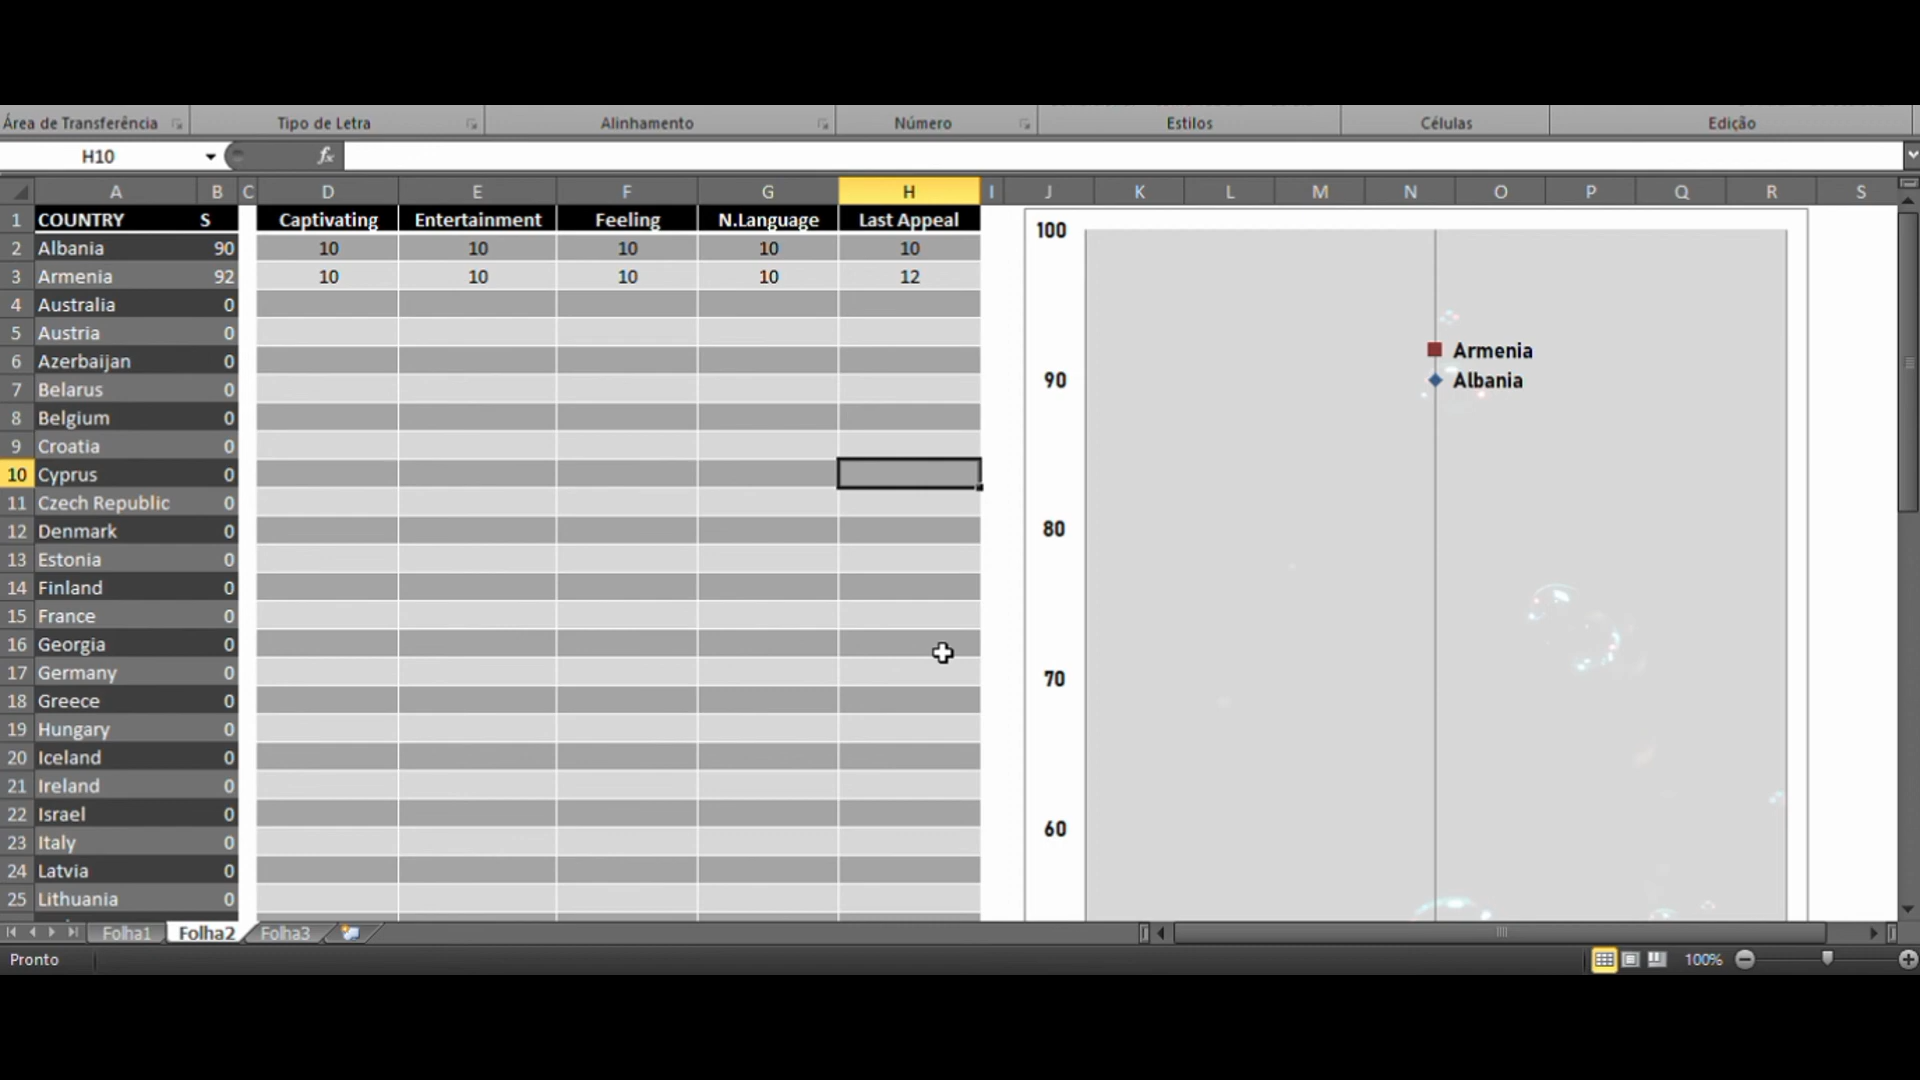 Área de Transferência Tipo de Letra Alinhamento Número Estilos Células Edição
H10 fx
A B C D E F G H I J K L M N O P Q R S
1 COUNTRY S Captivating Entertainment Feeling N.Language Last Appeal
2 Albania 90 10 10 10 10 10
3 Armenia 92 10 10 10 10 12
4 Australia 0
5 Austria 0
6 Azerbaijan 0
7 Belarus 0
8 Belgium 0
9 Croatia 0
10 Cyprus 0
11 Czech Republic 0
12 Denmark 0
13 Estonia 0
14 Finland 0
15 France 0
16 Georgia 0
17 Germany 0
18 Greece 0
19 Hungary 0
20 Iceland 0
21 Ireland 0
22 Israel 0
23 Italy 0
24 Latvia 0
25 Lithuania 0
100
Armenia
90 Albania
80
70
60
Folha1 Folha2 Folha3
Pronto 100%